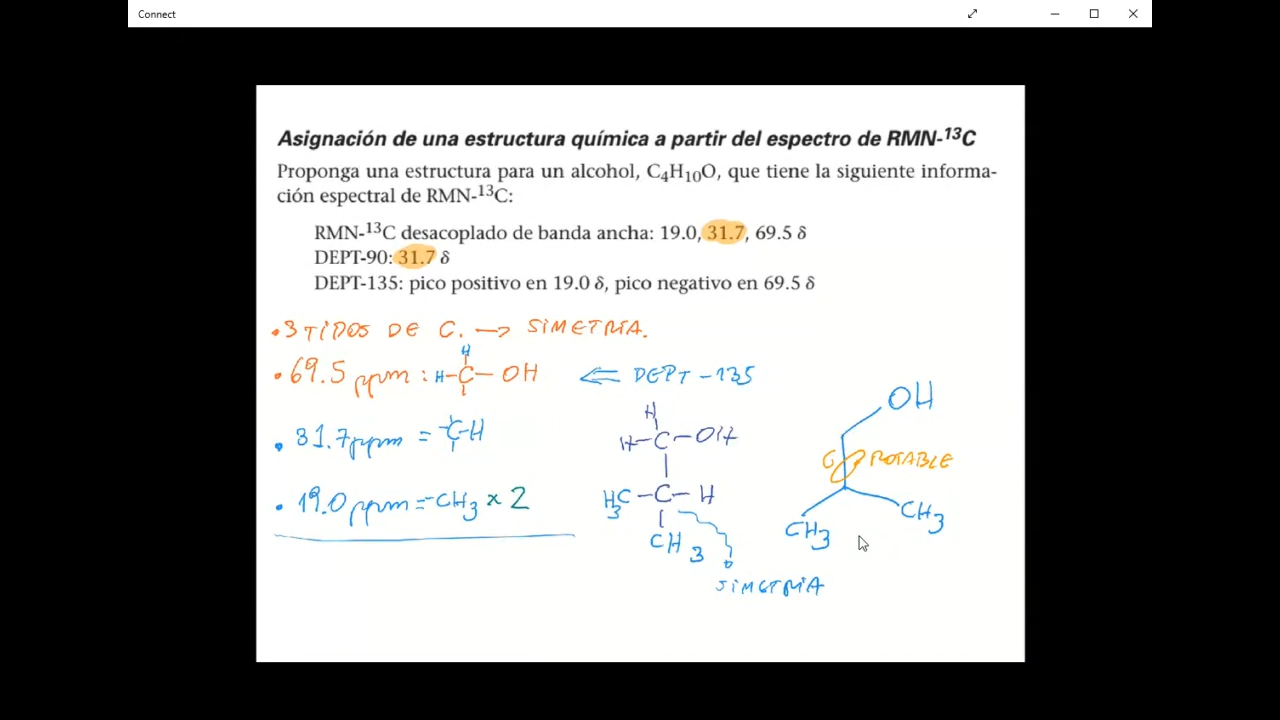 Connect
Asignación de una estructura química a partir del espectro de RMN-¹³C
Proponga una estructura para un alcohol, C₄H₁₀O, que tiene la siguiente informa-
ción espectral de RMN-¹³C:
RMN-¹³C desacoplado de banda ancha: 19.0, 31.7, 69.5 δ
DEPT-90: 31.7 δ
DEPT-135: pico positivo en 19.0 δ, pico negativo en 69.5 δ
• 3 TIPOS DE C. → SIMETRIA.
H
• 69.5 ppm : H-C-OH ⇐ DEPT-135
• 31.7 ppm = -C-H
• 19.0 ppm = -CH₃ × 2
H
H-C-OH
H₃C-C-H
CH₃
SIMETRIA
OH
ROTABLE
CH₃
CH₃